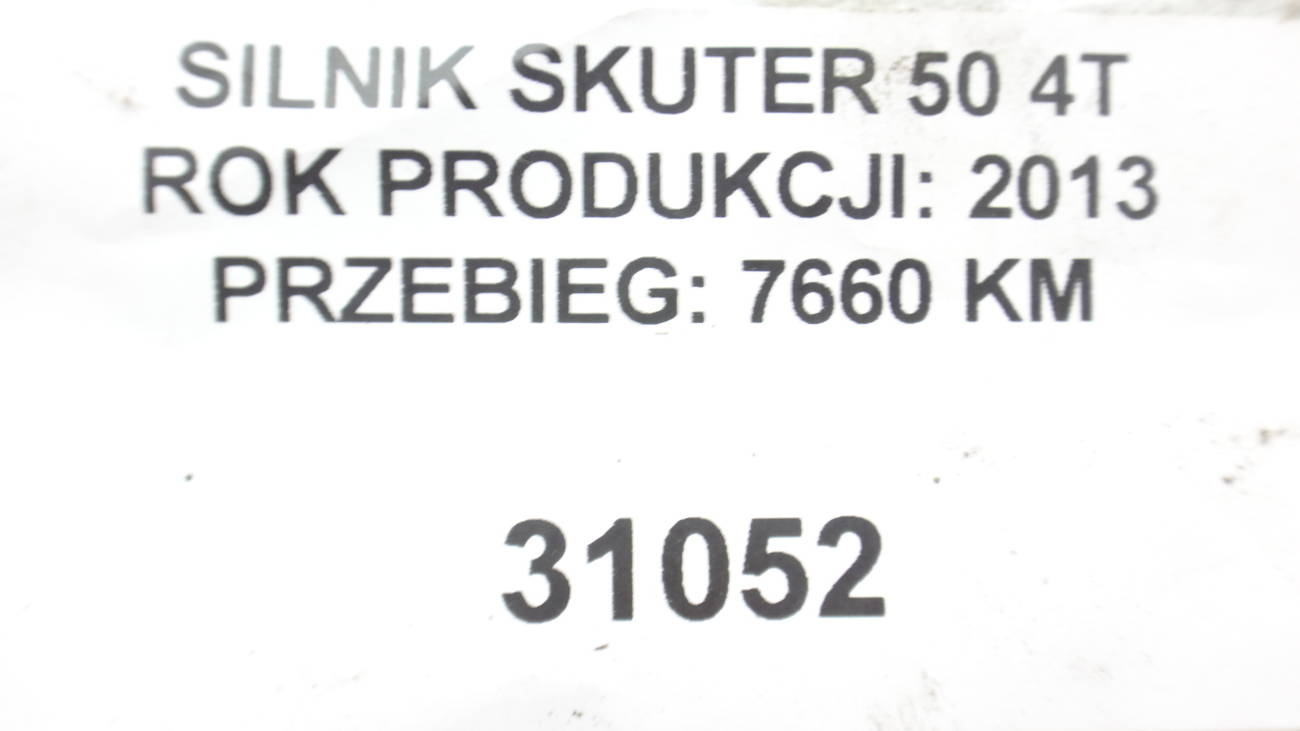 SILNIK SKUTER 50 4T
ROK PRODUKCJI: 2013
PRZEBIEG: 7660 KM
31052